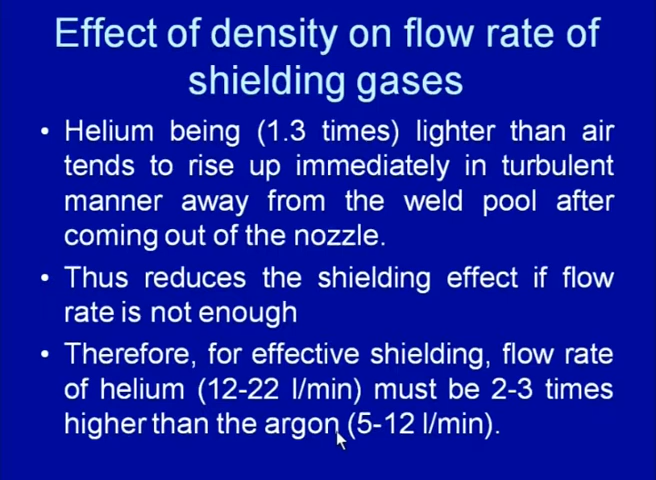 Effect of density on flow rate of
shielding gases
• Helium being (1.3 times) lighter than air
tends to rise up immediately in turbulent
manner away from the weld pool after
coming out of the nozzle.
• Thus reduces the shielding effect if flow
rate is not enough
• Therefore, for effective shielding, flow rate
of helium (12-22 l/min) must be 2-3 times
higher than the argon (5-12 l/min).